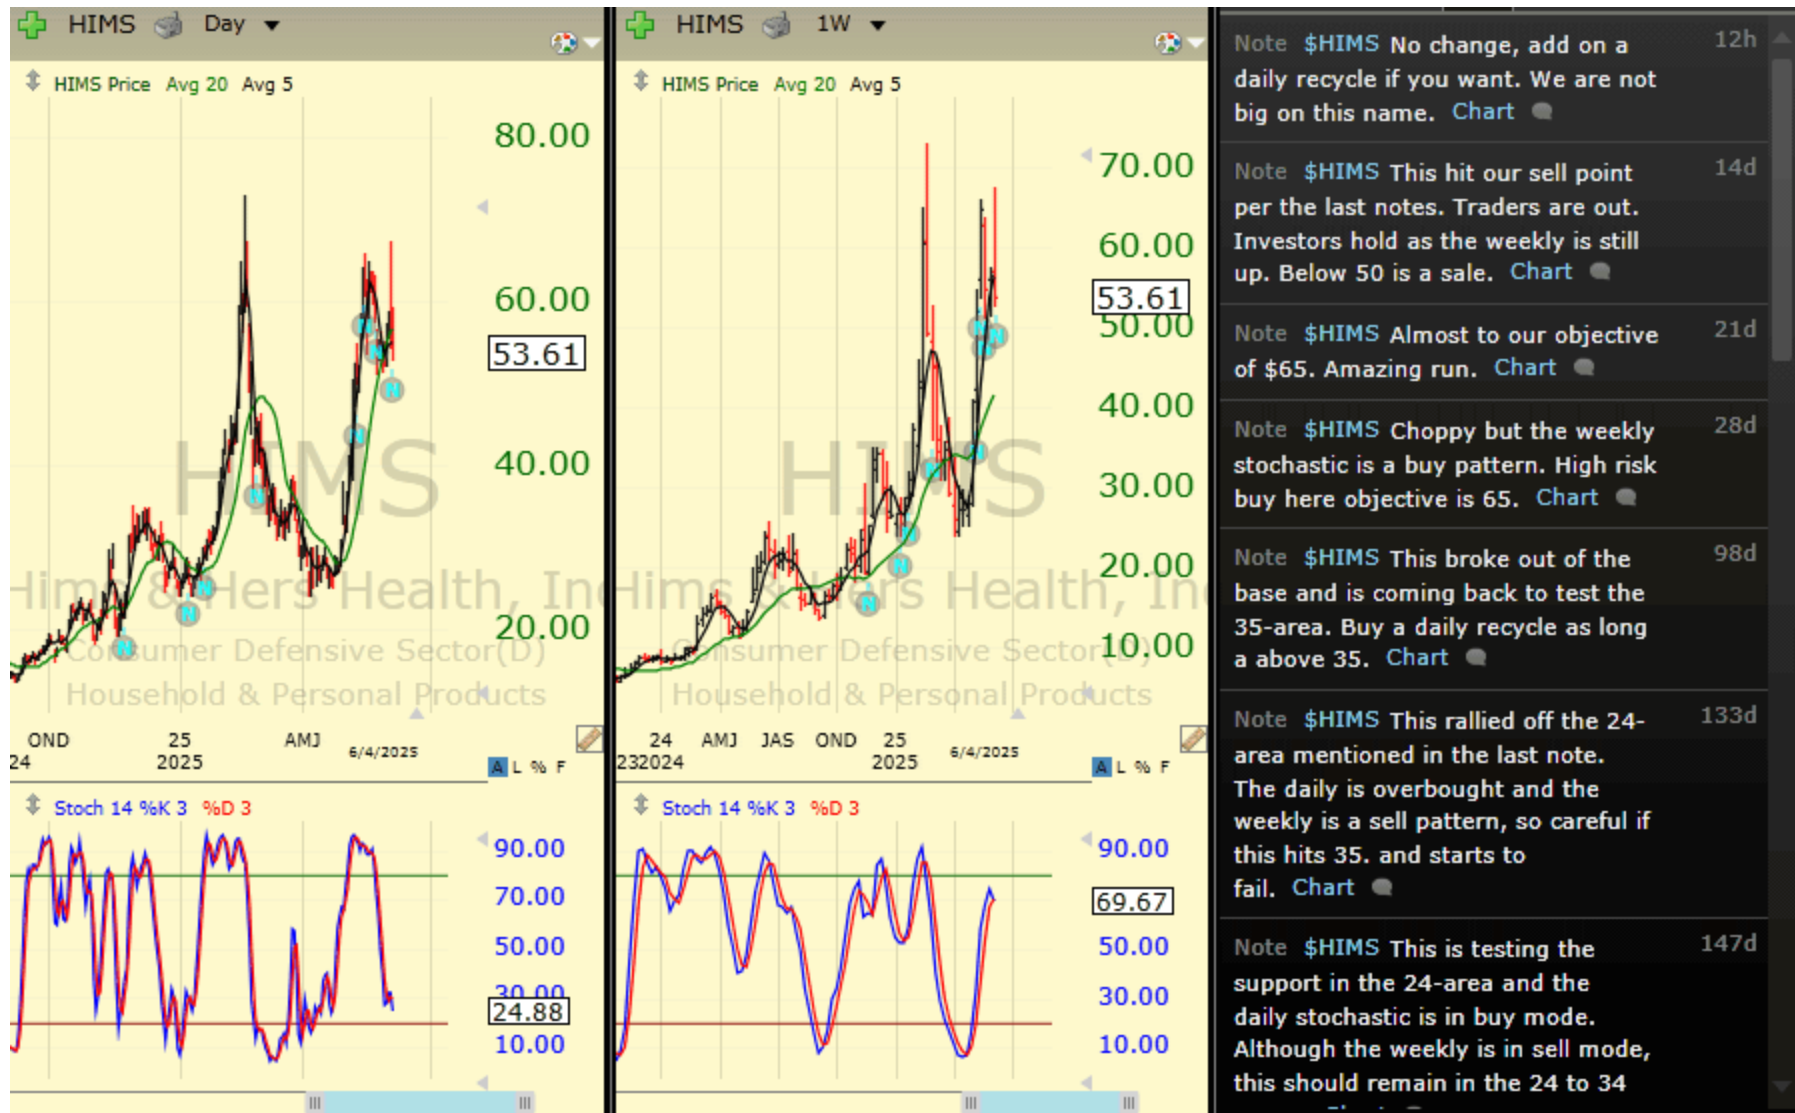 HIMS Day
HIMS Price Avg 20 Avg 5
80.00
60.00
53.61
40.00
20.00
HIMS
Hims & Hers Health, In
Consumer Defensive Sector(D)
Household & Personal Products
OND 25 AMJ
24 2025 6/4/2025
A L % F
Stoch 14 %K 3 %D 3
90.00
70.00
50.00
30.00
24.88
10.00
HIMS 1W
HIMS Price Avg 20 Avg 5
70.00
60.00
53.61
50.00
40.00
30.00
20.00
10.00
HIMS
Hims & Hers Health, In
Consumer Defensive Sector(D)
Household & Personal Products
24 AMJ JAS OND 25
232024 2025 6/4/2025
A L % F
Stoch 14 %K 3 %D 3
90.00
69.67
50.00
30.00
10.00
Note $HIMS No change, add on a 12h
daily recycle if you want. We are not
big on this name. Chart
Note $HIMS This hit our sell point 14d
per the last notes. Traders are out.
Investors hold as the weekly is still
up. Below 50 is a sale. Chart
Note $HIMS Almost to our objective 21d
of $65. Amazing run. Chart
Note $HIMS Choppy but the weekly 28d
stochastic is a buy pattern. High risk
buy here objective is 65. Chart
Note $HIMS This broke out of the 98d
base and is coming back to test the
35-area. Buy a daily recycle as long
a above 35. Chart
Note $HIMS This rallied off the 24- 133d
area mentioned in the last note.
The daily is overbought and the
weekly is a sell pattern, so careful if
this hits 35. and starts to
fail. Chart
Note $HIMS This is testing the 147d
support in the 24-area and the
daily stochastic is in buy mode.
Although the weekly is in sell mode,
this should remain in the 24 to 34